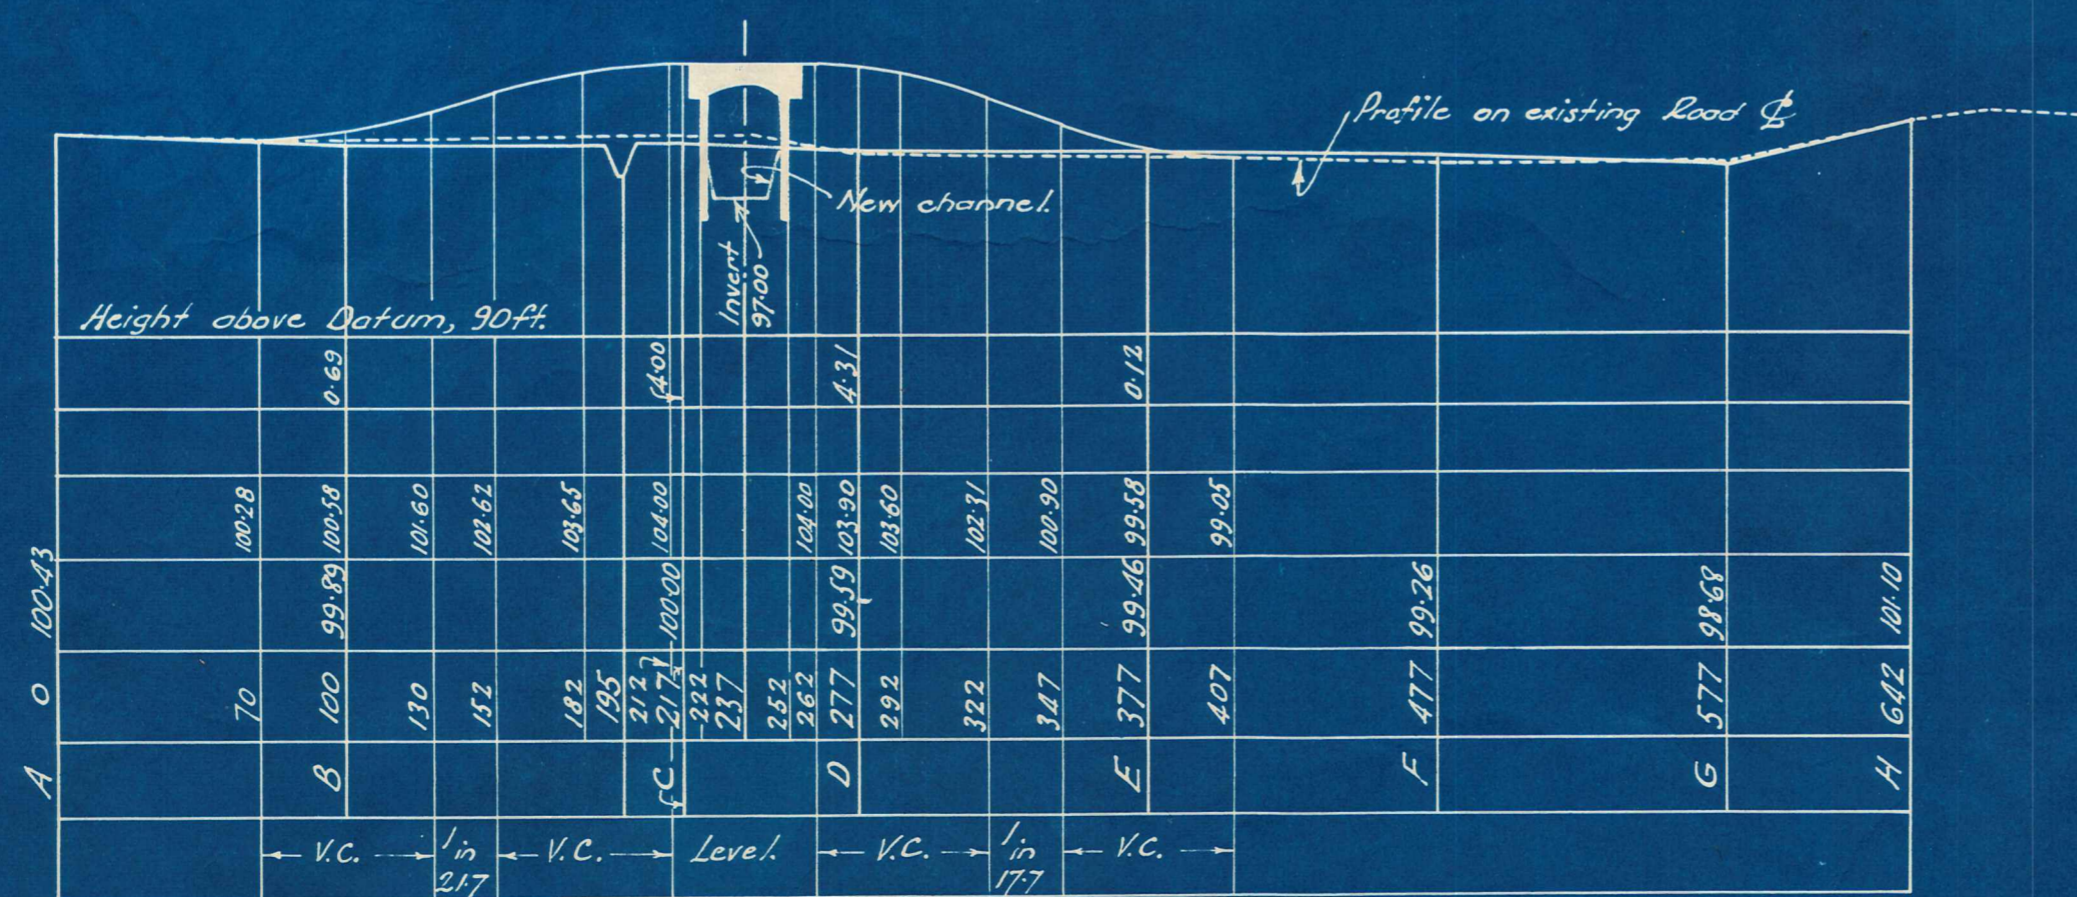 Profile on existing Road ℄
New channel.
Invert
97·00
Height above Datum, 90ft.
0·69 4·00 4·31 0·12
100·28 100·58 101·60 102·62 103·65 104·00 104·00 103·90 103·60 102·31 100·90 99·58 99·05
100·43 99·89 100·00 99·59 99·46 99·26 98·68 101·10
0 70 100 130 152 182 195 212 217 222 237 252 262 277 292 322 347 377 407 477 577 642
A B C D E F G H
V.C. 1 in 21·7 V.C. Level. V.C. 1 in 17·7 V.C.